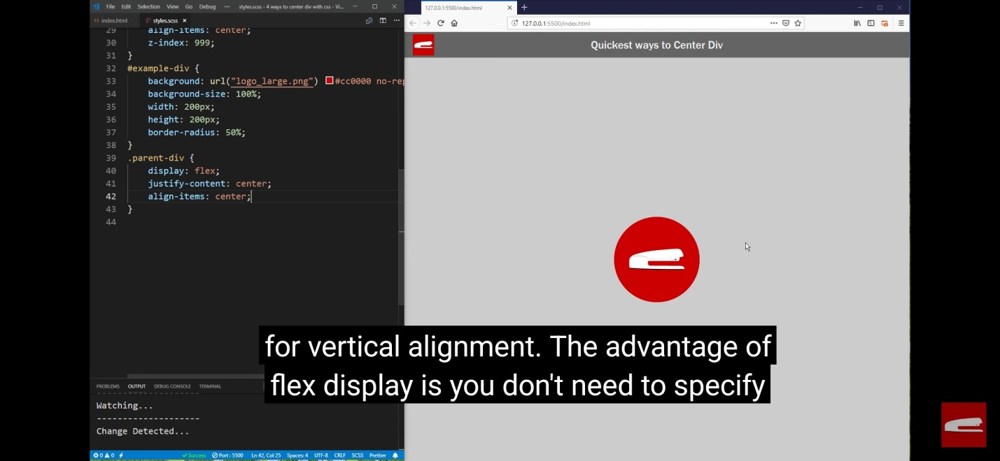 File Edit Selection View Go Debug ··· styles.scss - 4 ways to center div with css - Vi...
index.html styles.scss
29 align-items: center;
30 z-index: 999;
31 }
32 #example-div {
33 background: url("logo_large.png") #cc0000 no-rep
34 background-size: 100%;
35 width: 200px;
36 height: 200px;
37 border-radius: 50%;
38 }
39 .parent-div {
40 display: flex;
41 justify-content: center;
42 align-items: center;
43 }
44
PROBLEMS OUTPUT DEBUG CONSOLE TERMINAL
--------------------
Watching...
--------------------
Change Detected...
0 0 Success Port : 5500 Ln 42, Col 25 Spaces: 4 UTF-8 CRLF SCSS Prettier
127.0.0.1:5500/index.html
127.0.0.1:5500/index.html
Quickest ways to Center Div
for vertical alignment. The advantage of
flex display is you don't need to specify